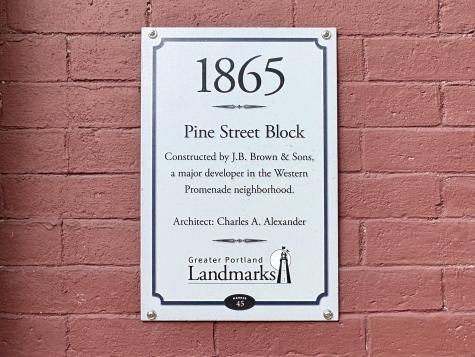 1865
Pine Street Block
Constructed by J.B. Brown & Sons,
a major developer in the Western
Promenade neighborhood.
Architect: Charles A. Alexander
Greater Portland
Landmarks
MARKER
45